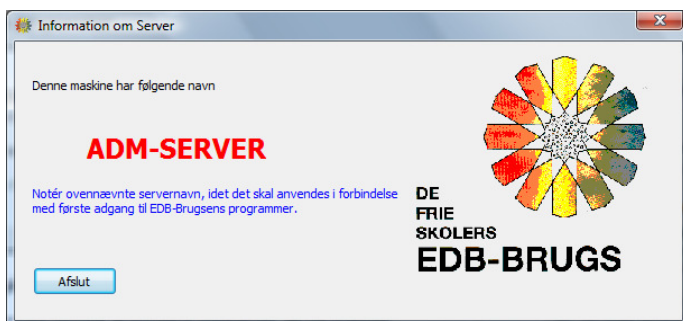 Information om Server
Denne maskine har følgende navn
ADM-SERVER
Notér ovennævnte servernavn, idet det skal anvendes i forbindelse
med første adgang til EDB-Brugsens programmer.
DE
FRIE
SKOLERS
EDB-BRUGS
Afslut